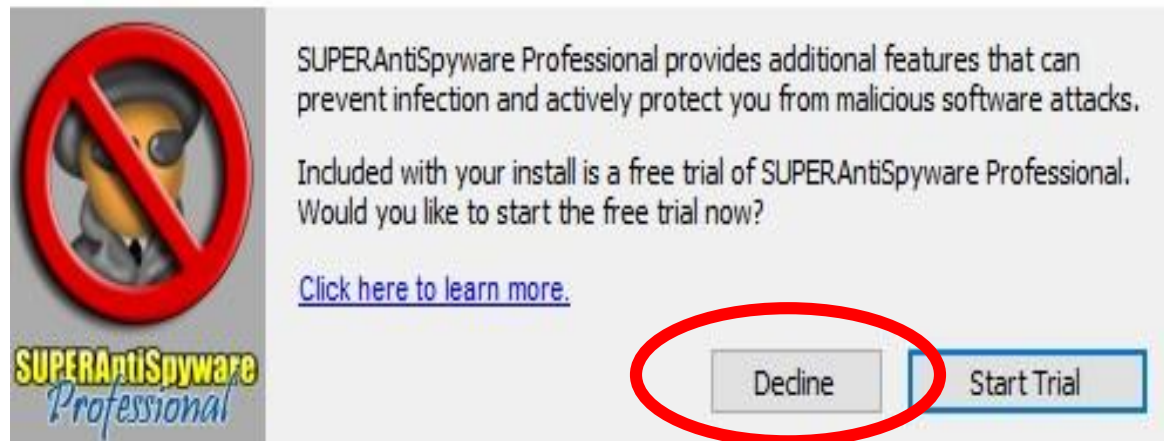 SUPERAntiSpyware Professional provides additional features that can
prevent infection and actively protect you from malicious software attacks.
Included with your install is a free trial of SUPERAntiSpyware Professional.
Would you like to start the free trial now?
Click here to learn more.
SUPERAntiSpyware
Professional
Decline
Start Trial